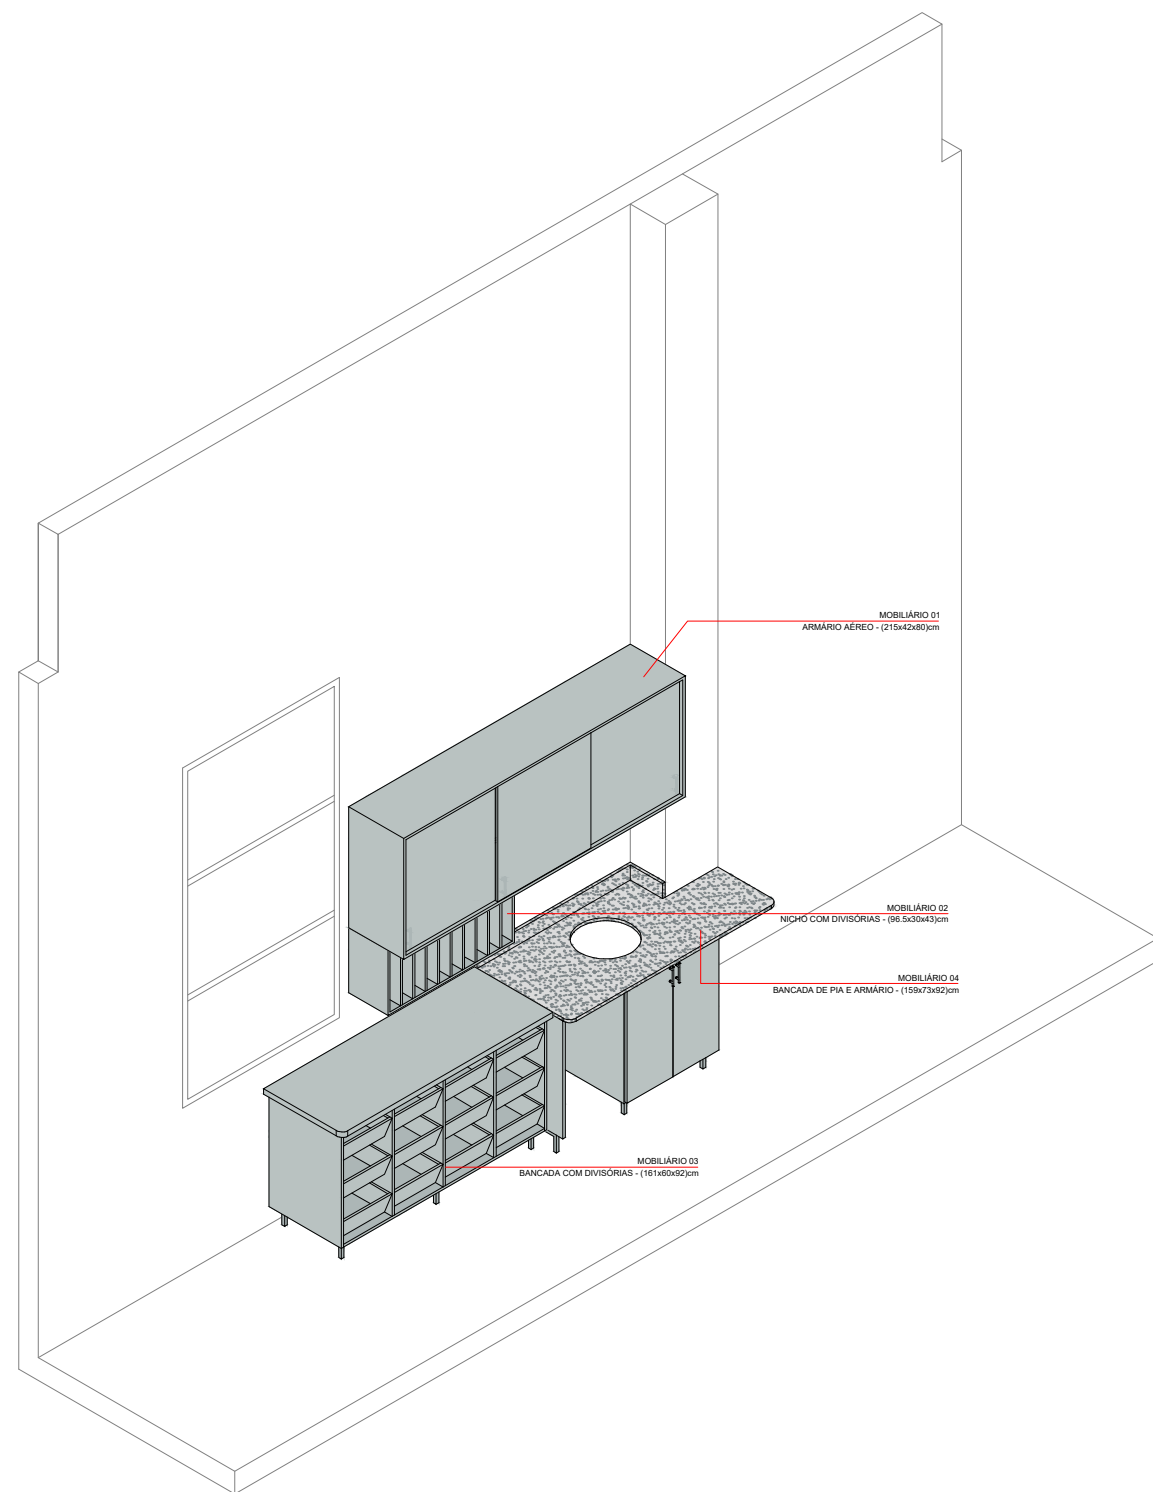 MOBILIÁRIO 01
ARMÁRIO AÉREO - (215x42x80)cm
MOBILIÁRIO 02
NICHO COM DIVISÓRIAS - (96.5x30x43)cm
MOBILIÁRIO 04
BANCADA DE PIA E ARMÁRIO - (159x73x92)cm
MOBILIÁRIO 03
BANCADA COM DIVISÓRIAS - (161x60x92)cm